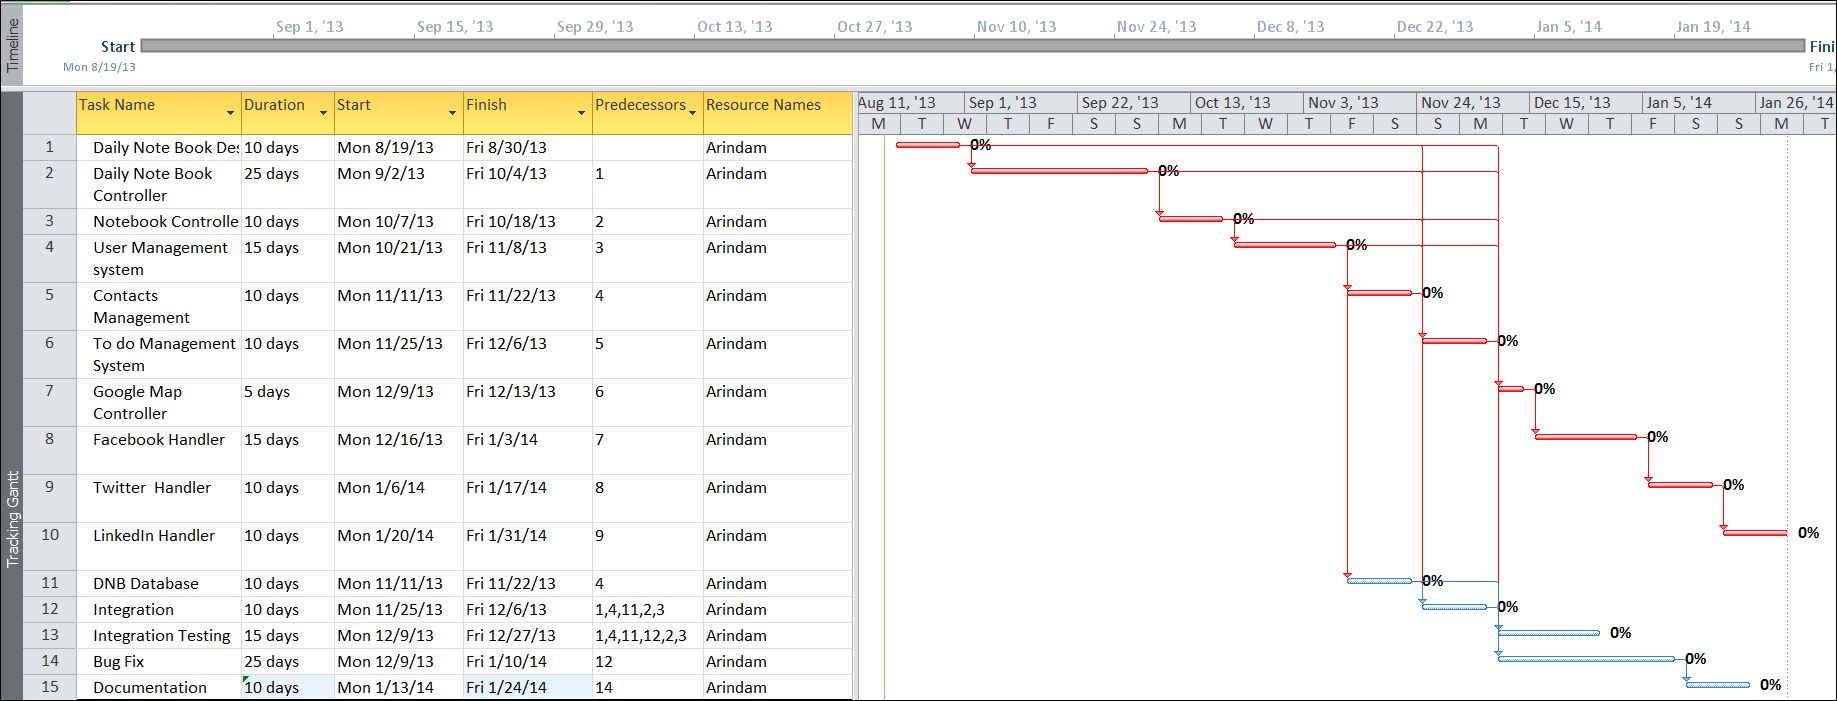 Timeline
Sep 1, '13 Sep 15, '13 Sep 29, '13 Oct 13, '13 Oct 27, '13 Nov 10, '13 Nov 24, '13 Dec 8, '13 Dec 22, '13 Jan 5, '14 Jan 19, '14
Start Fini
Mon 8/19/13 Fri 1/
Tracking Gantt
Task Name Duration Start Finish Predecessors Resource Names
Aug 11, '13 Sep 1, '13 Sep 22, '13 Oct 13, '13 Nov 3, '13 Nov 24, '13 Dec 15, '13 Jan 5, '14 Jan 26, '14
M T W T F S S M T W T F S S M T W T F S S M T
1 Daily Note Book Des 10 days Mon 8/19/13 Fri 8/30/13 Arindam 0%
2 Daily Note Book 25 days Mon 9/2/13 Fri 10/4/13 1 Arindam 0%
Controller
3 Notebook Controlle 10 days Mon 10/7/13 Fri 10/18/13 2 Arindam 0%
4 User Management 15 days Mon 10/21/13 Fri 11/8/13 3 Arindam 0%
system
5 Contacts 10 days Mon 11/11/13 Fri 11/22/13 4 Arindam 0%
Management
6 To do Management 10 days Mon 11/25/13 Fri 12/6/13 5 Arindam 0%
System
7 Google Map 5 days Mon 12/9/13 Fri 12/13/13 6 Arindam 0%
Controller
8 Facebook Handler 15 days Mon 12/16/13 Fri 1/3/14 7 Arindam 0%
9 Twitter Handler 10 days Mon 1/6/14 Fri 1/17/14 8 Arindam 0%
10 LinkedIn Handler 10 days Mon 1/20/14 Fri 1/31/14 9 Arindam 0%
11 DNB Database 10 days Mon 11/11/13 Fri 11/22/13 4 Arindam 0%
12 Integration 10 days Mon 11/25/13 Fri 12/6/13 1,4,11,2,3 Arindam 0%
13 Integration Testing 15 days Mon 12/9/13 Fri 12/27/13 1,4,11,12,2,3 Arindam 0%
14 Bug Fix 25 days Mon 12/9/13 Fri 1/10/14 12 Arindam 0%
15 Documentation 10 days Mon 1/13/14 Fri 1/24/14 14 Arindam 0%